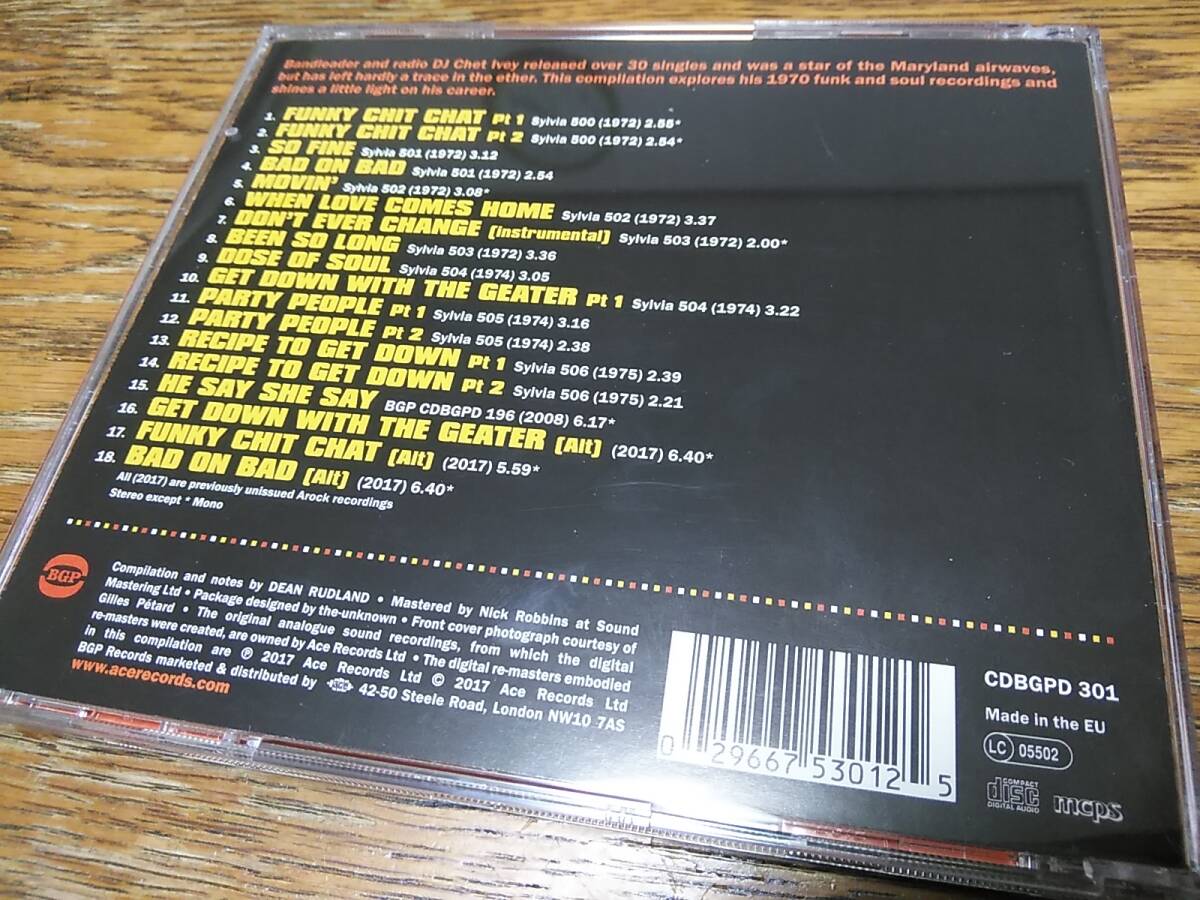 Bandleader and radio DJ Chet Ivey released over 30 singles and was a star of the Maryland airwaves,
but has left hardly a trace in the ether. This compilation explores his 1970 funk and soul recordings and
shines a little light on his career.
1. FUNKY CHIT CHAT Pt 1 Sylvia 500 (1972) 2.55*
2. FUNKY CHIT CHAT Pt 2 Sylvia 500 (1972) 2.54*
3. SO FINE Sylvia 501 (1972) 3.12
4. BAD ON BAD Sylvia 501 (1972) 2.54
5. MOVIN' Sylvia 502 (1972) 3.08*
6. WHEN LOVE COMES HOME Sylvia 502 (1972) 3.37
7. DON'T EVER CHANGE (instrumental) Sylvia 503 (1972) 2.00*
8. BEEN SO LONG Sylvia 503 (1972) 3.36
9. DOSE OF SOUL Sylvia 504 (1974) 3.05
10. GET DOWN WITH THE GEATER Pt 1 Sylvia 504 (1974) 3.22
11. PARTY PEOPLE Pt 1 Sylvia 505 (1974) 3.16
12. PARTY PEOPLE Pt 2 Sylvia 505 (1974) 2.38
13. RECIPE TO GET DOWN Pt 1 Sylvia 506 (1975) 2.39
14. RECIPE TO GET DOWN Pt 2 Sylvia 506 (1975) 2.21
15. HE SAY SHE SAY BGP CDBGPD 196 (2008) 6.17*
16. GET DOWN WITH THE GEATER (Alt) (2017) 6.40*
17. FUNKY CHIT CHAT (Alt) (2017) 5.59*
18. BAD ON BAD (Alt) (2017) 6.40*
All (2017) are previously unissued Arock recordings
Stereo except * Mono
BGP
Compilation and notes by DEAN RUDLAND • Mastered by Nick Robbins at Sound
Mastering Ltd • Package designed by the-unknown • Front cover photograph courtesy of
Gilles Pétard • The original analogue sound recordings, from which the digital
re-masters were created, are owned by Ace Records Ltd • The digital re-masters embodied
in this compilation are ℗ 2017 Ace Records Ltd © 2017 Ace Records Ltd
BGP Records marketed & distributed by ace 42-50 Steele Road, London NW10 7AS
www.acerecords.com
0 29667 53012 5
CDBGPD 301
Made in the EU
LC 05502
COMPACT
disc
DIGITAL AUDIO
mcps